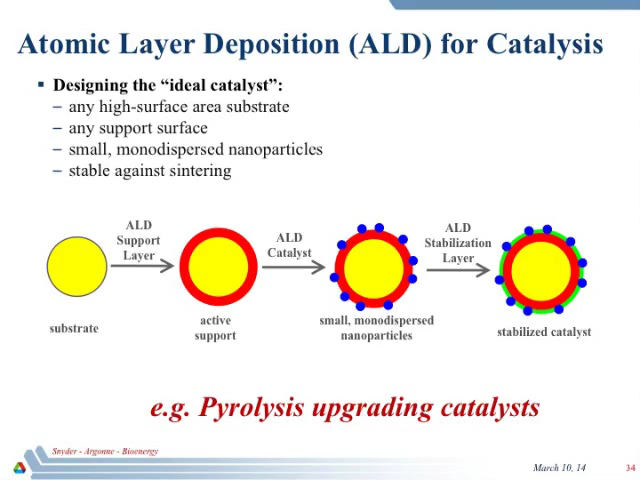 Atomic Layer Deposition (ALD) for Catalysis
▪ Designing the “ideal catalyst”:
– any high-surface area substrate
– any support surface
– small, monodispersed nanoparticles
– stable against sintering
ALD
Support
Layer
ALD
Catalyst
ALD
Stabilization
Layer
substrate
active
support
small, monodispersed
nanoparticles
stabilized catalyst
e.g. Pyrolysis upgrading catalysts
Snyder - Argonne - Bioenergy
March 10, 14
34